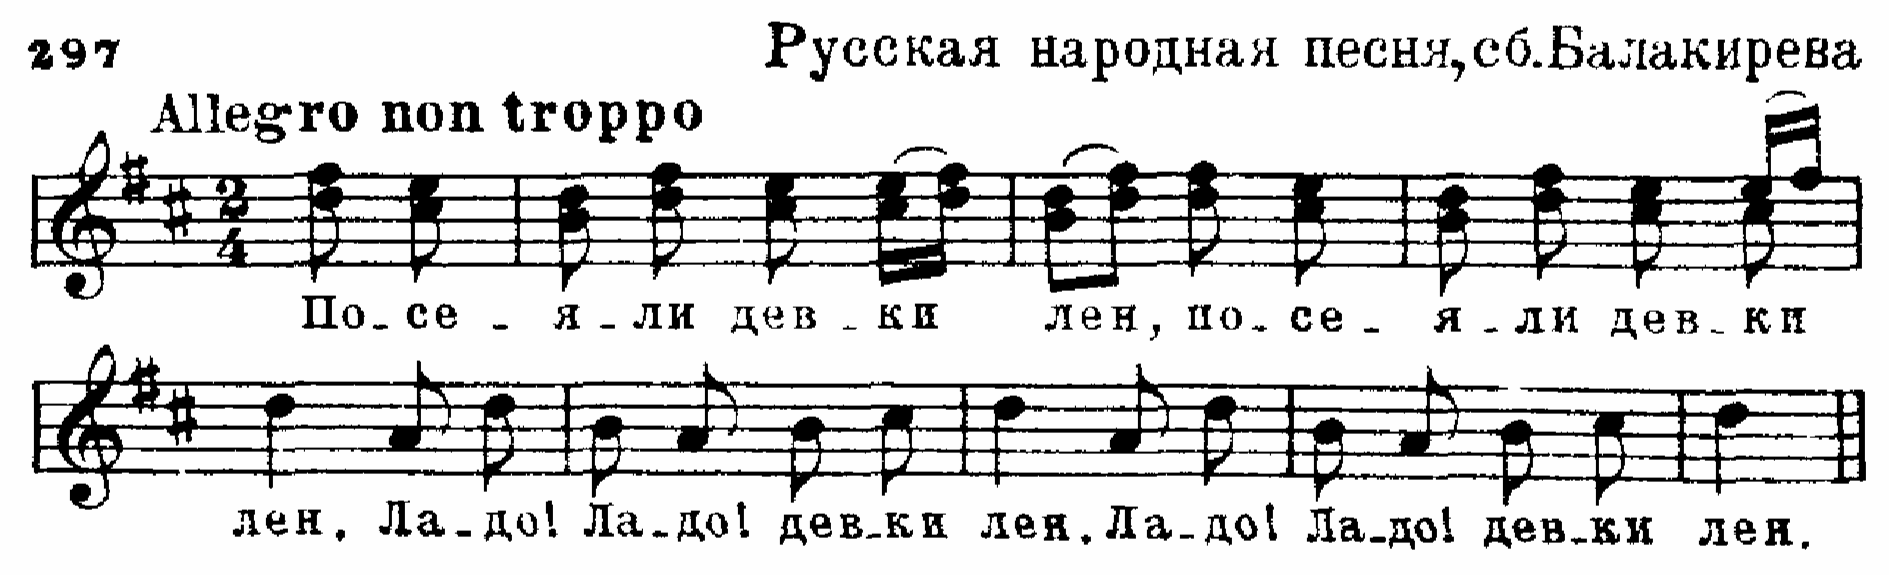 297 Русская народная песня, сб. Балакирева
Allegro non troppo
2
4
По_се_я_ли дев_ки лен, по_се_я_ли дев_ки
лен. Ла_до! Ла_до! дев_ки лен. Ла_до! Ла_до! дев_ки лен.